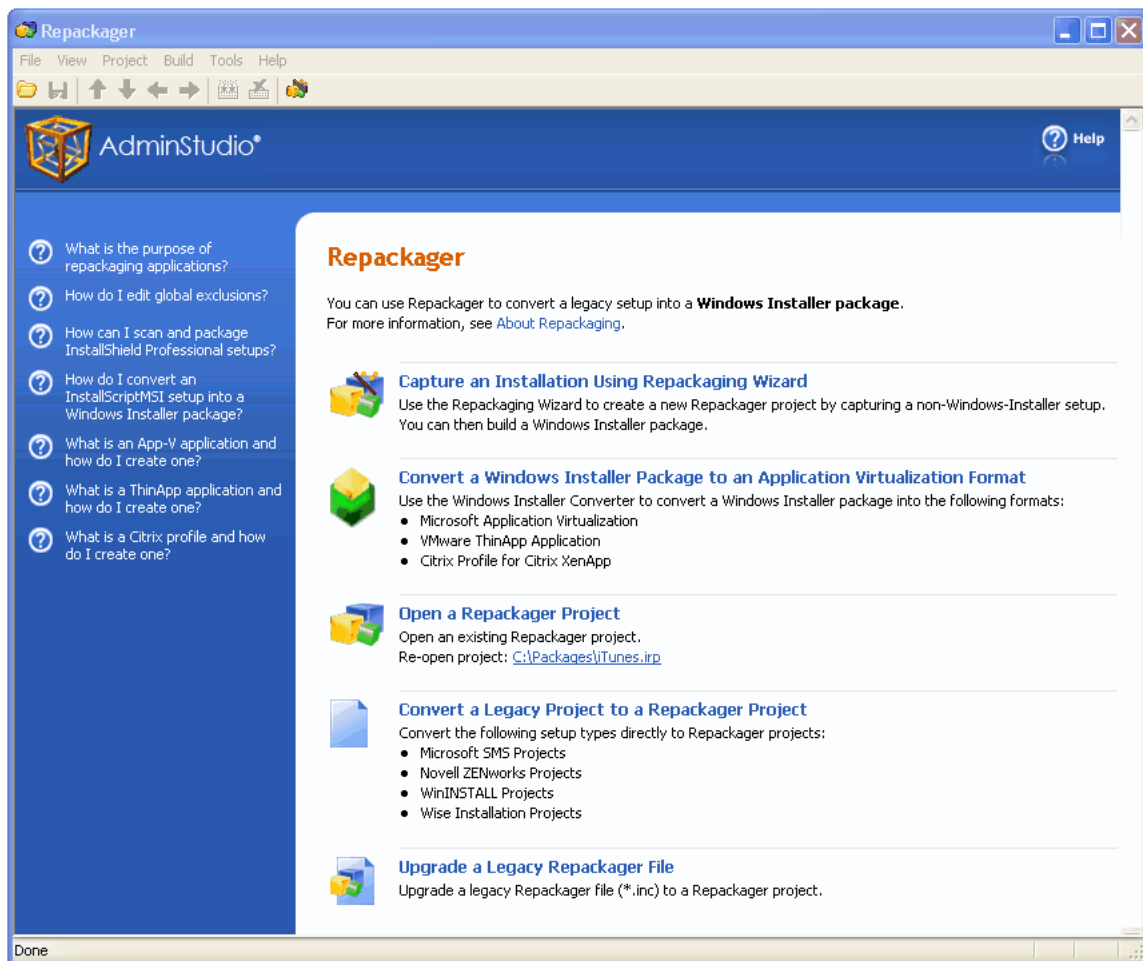 Repackager
File View Project Build Tools Help
AdminStudio®
Help
What is the purpose of
repackaging applications?
How do I edit global exclusions?
How can I scan and package
InstallShield Professional setups?
How do I convert an
InstallScriptMSI setup into a
Windows Installer package?
What is an App-V application and
how do I create one?
What is a ThinApp application and
how do I create one?
What is a Citrix profile and how
do I create one?
Repackager
You can use Repackager to convert a legacy setup into a Windows Installer package.
For more information, see About Repackaging.
Capture an Installation Using Repackaging Wizard
Use the Repackaging Wizard to create a new Repackager project by capturing a non-Windows-Installer setup.
You can then build a Windows Installer package.
Convert a Windows Installer Package to an Application Virtualization Format
Use the Windows Installer Converter to convert a Windows Installer package into the following formats:
● Microsoft Application Virtualization
● VMware ThinApp Application
● Citrix Profile for Citrix XenApp
Open a Repackager Project
Open an existing Repackager project.
Re-open project: C:\Packages\iTunes.irp
Convert a Legacy Project to a Repackager Project
Convert the following setup types directly to Repackager projects:
● Microsoft SMS Projects
● Novell ZENworks Projects
● WinINSTALL Projects
● Wise Installation Projects
Upgrade a Legacy Repackager File
Upgrade a legacy Repackager file (*.inc) to a Repackager project.
Done